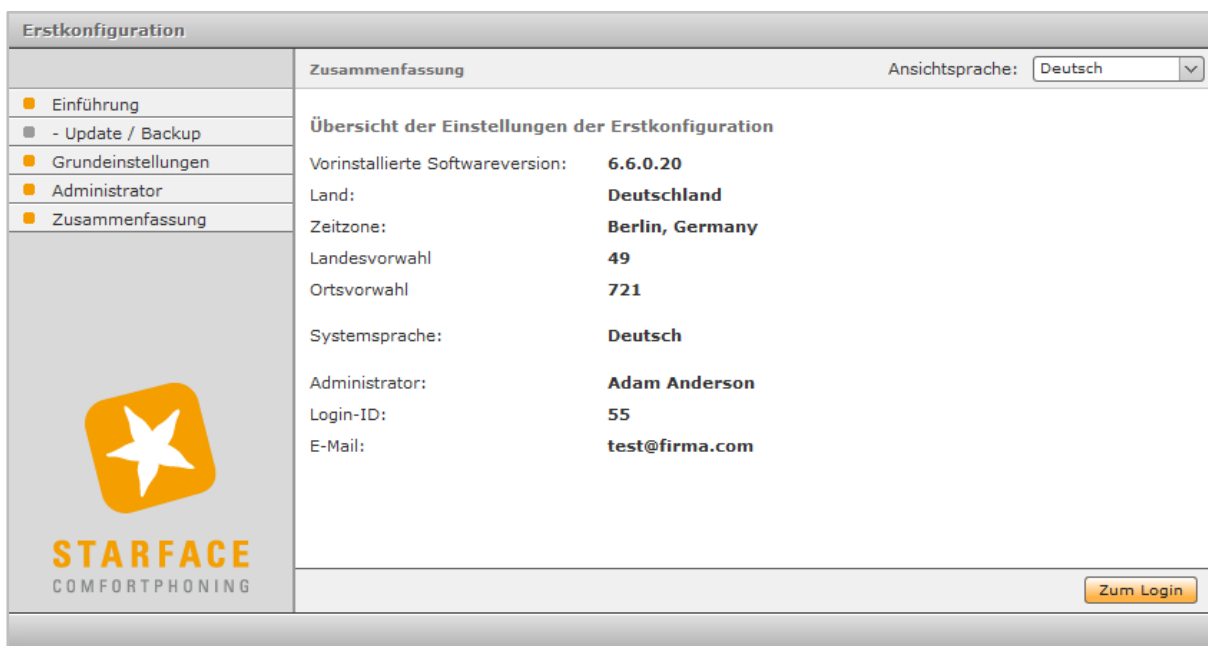 Erstkonfiguration
Zusammenfassung Ansichtsprache: Deutsch
Einführung
- Update / Backup
Grundeinstellungen
Administrator
Zusammenfassung
Übersicht der Einstellungen der Erstkonfiguration
Vorinstallierte Softwareversion: 6.6.0.20
Land: Deutschland
Zeitzone: Berlin, Germany
Landesvorwahl 49
Ortsvorwahl 721
Systemsprache: Deutsch
Administrator: Adam Anderson
Login-ID: 55
E-Mail: test@firma.com
STARFACE
COMFORTPHONING
Zum Login